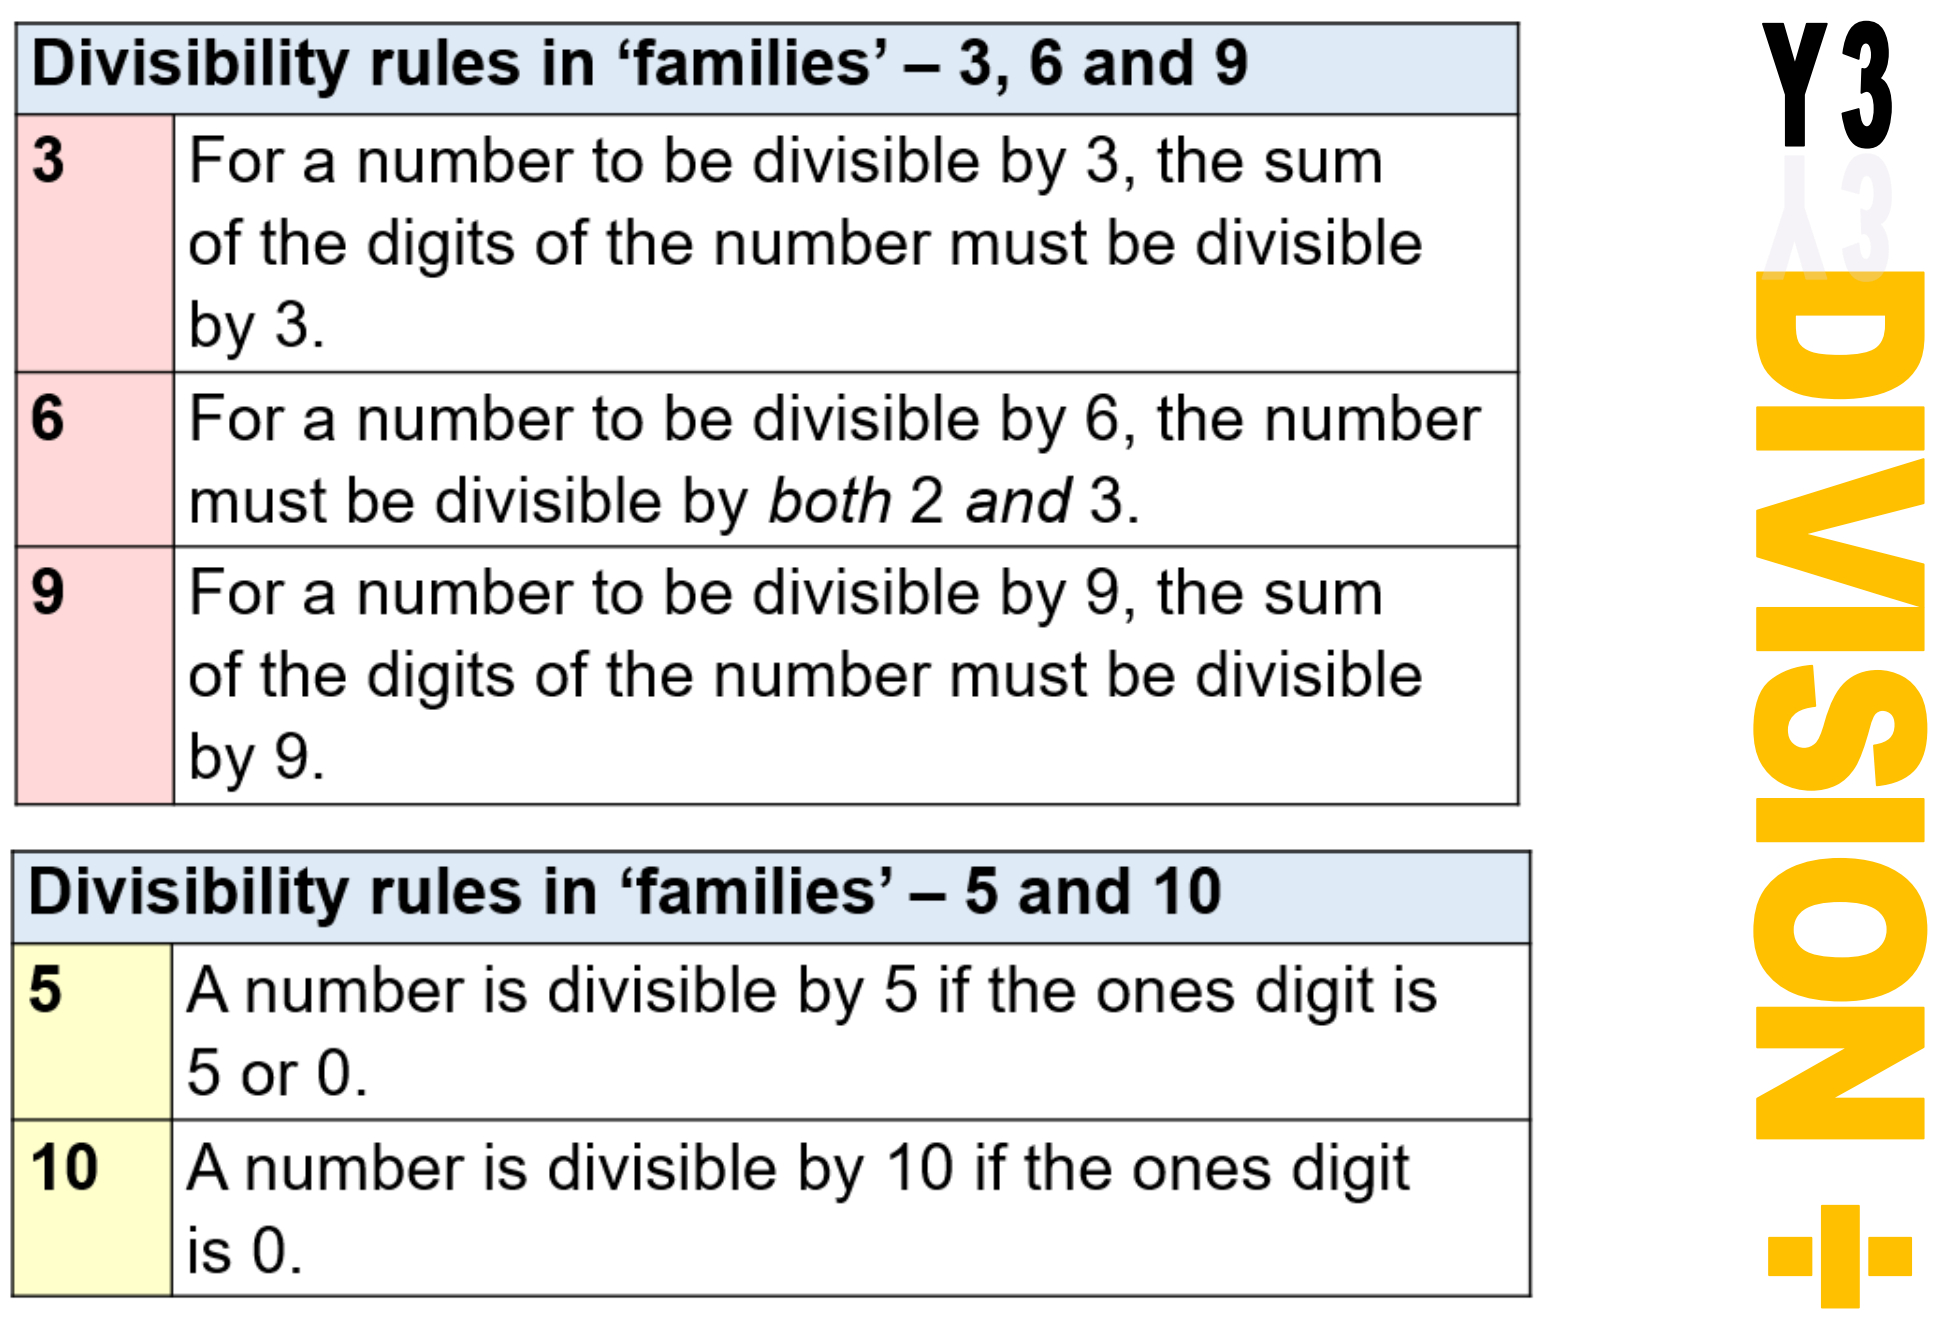 Divisibility rules in ‘families’ – 3, 6 and 9
3
For a number to be divisible by 3, the sum
of the digits of the number must be divisible
by 3.
6
For a number to be divisible by 6, the number
must be divisible by both 2 and 3.
9
For a number to be divisible by 9, the sum
of the digits of the number must be divisible
by 9.
Divisibility rules in ‘families’ – 5 and 10
5
A number is divisible by 5 if the ones digit is
5 or 0.
10
A number is divisible by 10 if the ones digit
is 0.
Y3
DIVISION ÷